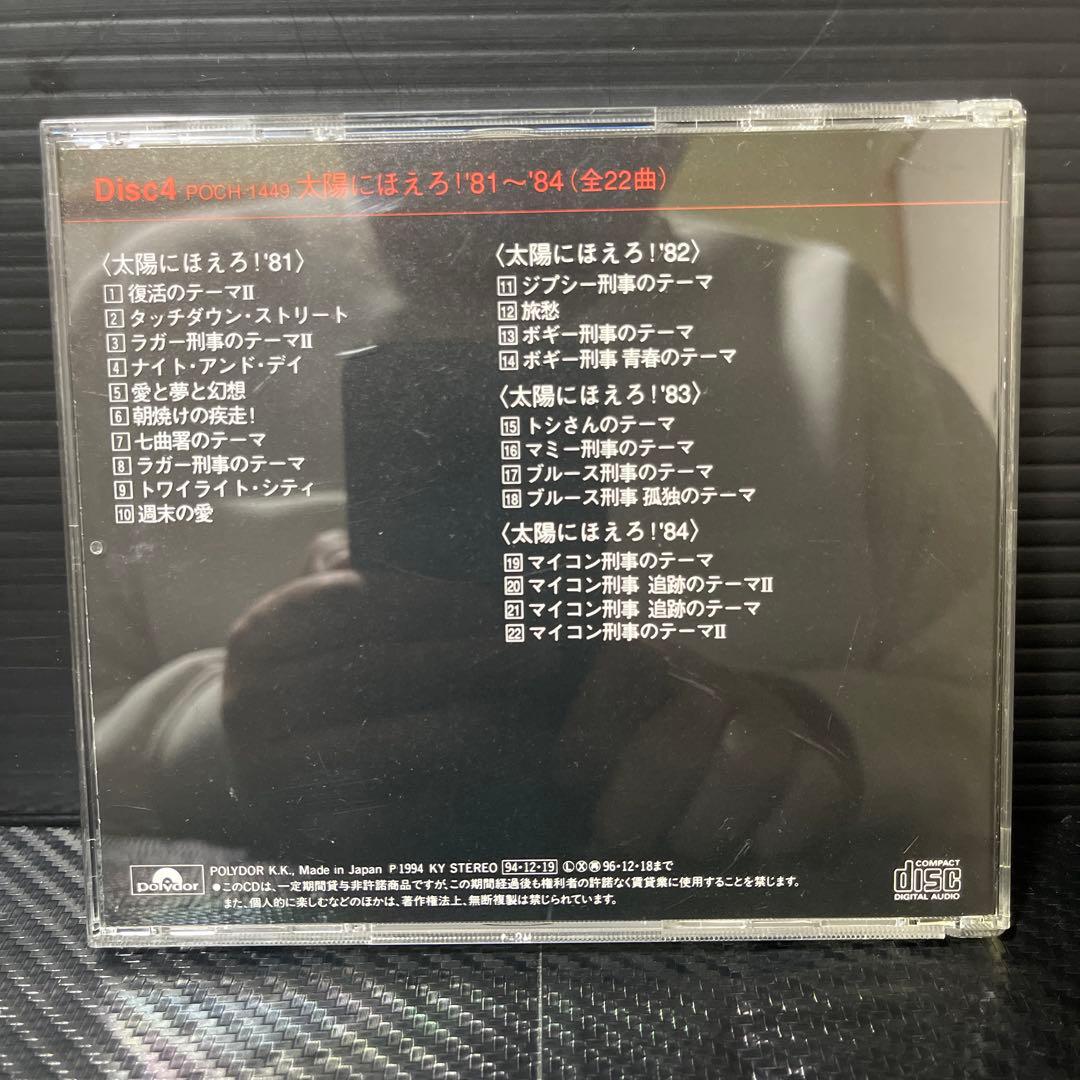 Disc4 POCH-1449 太陽にほえろ!'81〜'84(全22曲)
〈太陽にほえろ!'81〉
1 復活のテーマII
2 タッチダウン・ストリート
3 ラガー刑事のテーマII
4 ナイト・アンド・デイ
5 愛と夢と幻想
6 朝焼けの疾走!
7 七曲署のテーマ
8 ラガー刑事のテーマ
9 トワイライト・シティ
10 週末の愛
〈太陽にほえろ!'82〉
11 ジプシー刑事のテーマ
12 旅愁
13 ボギー刑事のテーマ
14 ボギー刑事 青春のテーマ
〈太陽にほえろ!'83〉
15 トシさんのテーマ
16 マミー刑事のテーマ
17 ブルース刑事のテーマ
18 ブルース刑事 孤独のテーマ
〈太陽にほえろ!'84〉
19 マイコン刑事のテーマ
20 マイコン刑事 追跡のテーマII
21 マイコン刑事 追跡のテーマ
22 マイコン刑事のテーマII
polydor
POLYDOR K.K., Made in Japan ℗1994 KY STEREO 94・12・19 Ⓛ Ⓧ ㊞ 96・12・18まで
●このCDは、一定期間貸与非許諾商品ですが、この期間経過後も権利者の許諾なく賃貸業に使用することを禁じます。
また、個人的に楽しむなどのほかは、著作権法上、無断複製は禁じられています。
COMPACT
disc
DIGITAL AUDIO